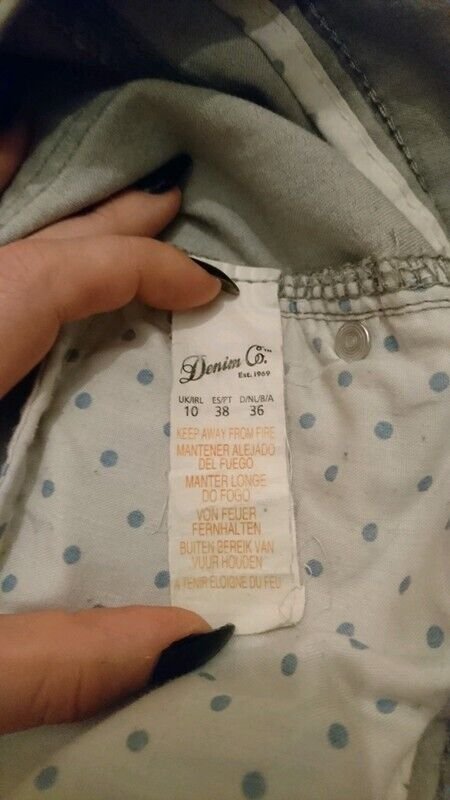 Denim Co.™
EST. 1969
UK/IRL ES/PT D/NL/B/A
10 38 36
KEEP AWAY FROM FIRE
MANTENER ALEJADO
DEL FUEGO
MANTER LONGE
DO FOGO
VON FEUER
FERNHALTEN
BUITEN BEREIK VAN
VUUR HOUDEN
A TENIR ELOIGNE DU FEU